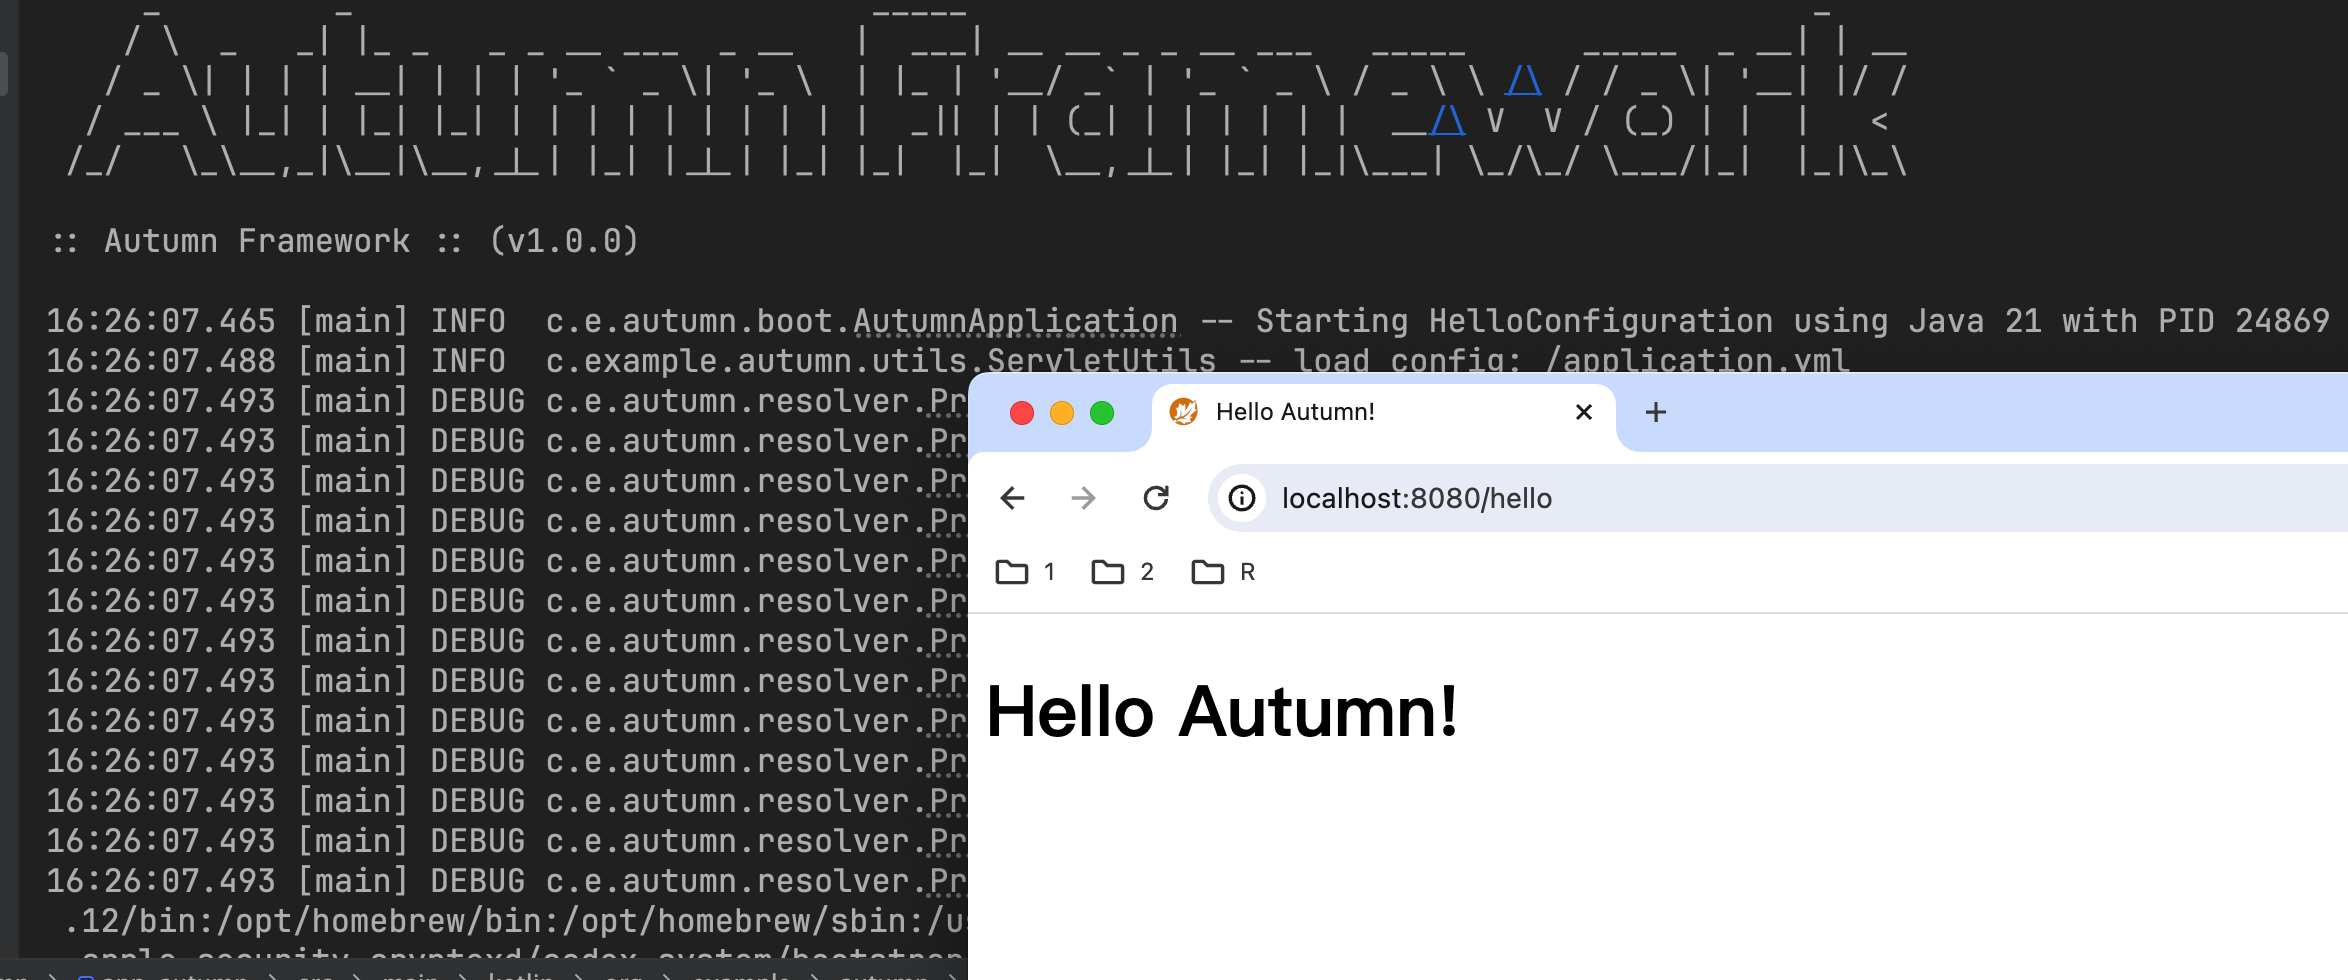 Autumn Framework
:: Autumn Framework :: (v1.0.0)
16:26:07.465 [main] INFO  c.e.autumn.boot.AutumnApplication -- Starting HelloConfiguration using Java 21 with PID 24869
16:26:07.488 [main] INFO  c.example.autumn.utils.ServletUtils -- load config: /application.yml
16:26:07.493 [main] DEBUG c.e.autumn.resolver.Pr
16:26:07.493 [main] DEBUG c.e.autumn.resolver.Pr
16:26:07.493 [main] DEBUG c.e.autumn.resolver.Pr
16:26:07.493 [main] DEBUG c.e.autumn.resolver.Pr
16:26:07.493 [main] DEBUG c.e.autumn.resolver.Pr
16:26:07.493 [main] DEBUG c.e.autumn.resolver.Pr
16:26:07.493 [main] DEBUG c.e.autumn.resolver.Pr
16:26:07.493 [main] DEBUG c.e.autumn.resolver.Pr
16:26:07.493 [main] DEBUG c.e.autumn.resolver.Pr
16:26:07.493 [main] DEBUG c.e.autumn.resolver.Pr
16:26:07.493 [main] DEBUG c.e.autumn.resolver.Pr
16:26:07.493 [main] DEBUG c.e.autumn.resolver.Pr
16:26:07.493 [main] DEBUG c.e.autumn.resolver.Pr
.12/bin:/opt/homebrew/bin:/opt/homebrew/sbin:/u
Hello Autumn!
localhost:8080/hello
1 2 R
Hello Autumn!